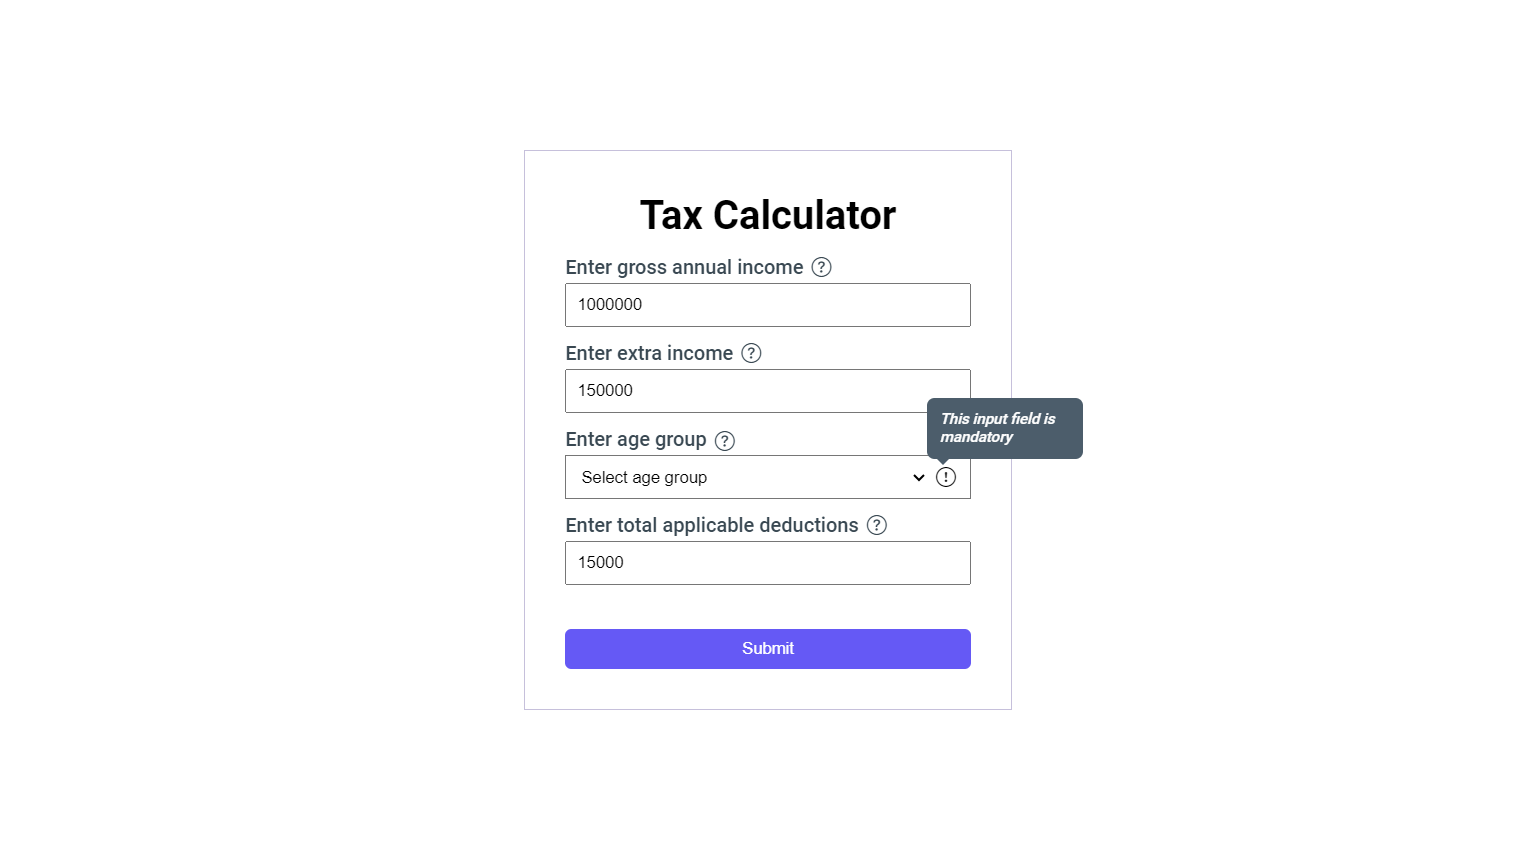 Tax Calculator
Enter gross annual income ?
1000000
Enter extra income ?
150000
This input field is
mandatory
Enter age group ?
Select age group !
Enter total applicable deductions ?
15000
Submit